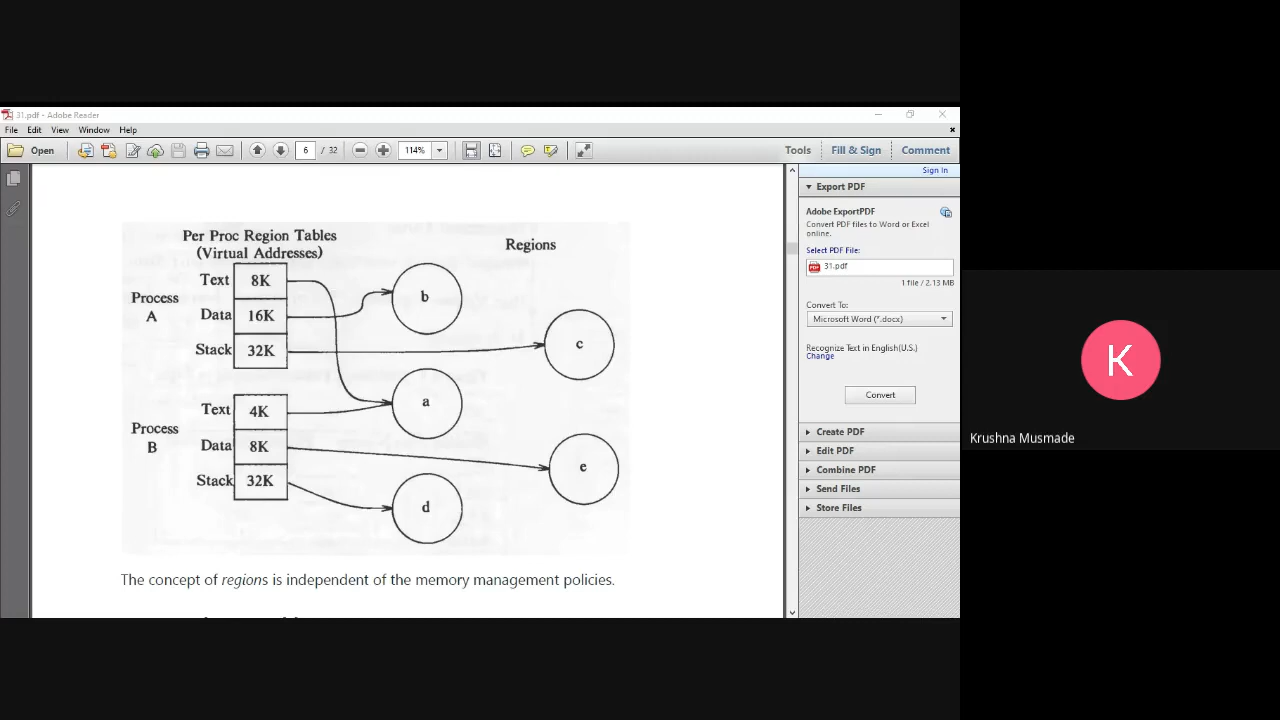 31.pdf - Adobe Reader
File Edit View Window Help
Open 6 / 32 114% Tools Fill & Sign Comment
Sign In
Export PDF
Adobe ExportPDF
Convert PDF files to Word or Excel
online.
Select PDF File:
31.pdf
1 file / 2.13 MB
Convert To:
Microsoft Word (*.docx)
Recognize Text in English(U.S.)
Change
Convert
Create PDF
Edit PDF
Combine PDF
Send Files
Store Files
Per Proc Region Tables
(Virtual Addresses)
Regions
Process
A
Text 8K
Data 16K
Stack 32K
Process
B
Text 4K
Data 8K
Stack 32K
b
c
a
e
d
The concept of regions is independent of the memory management policies.
K
Krushna Musmade